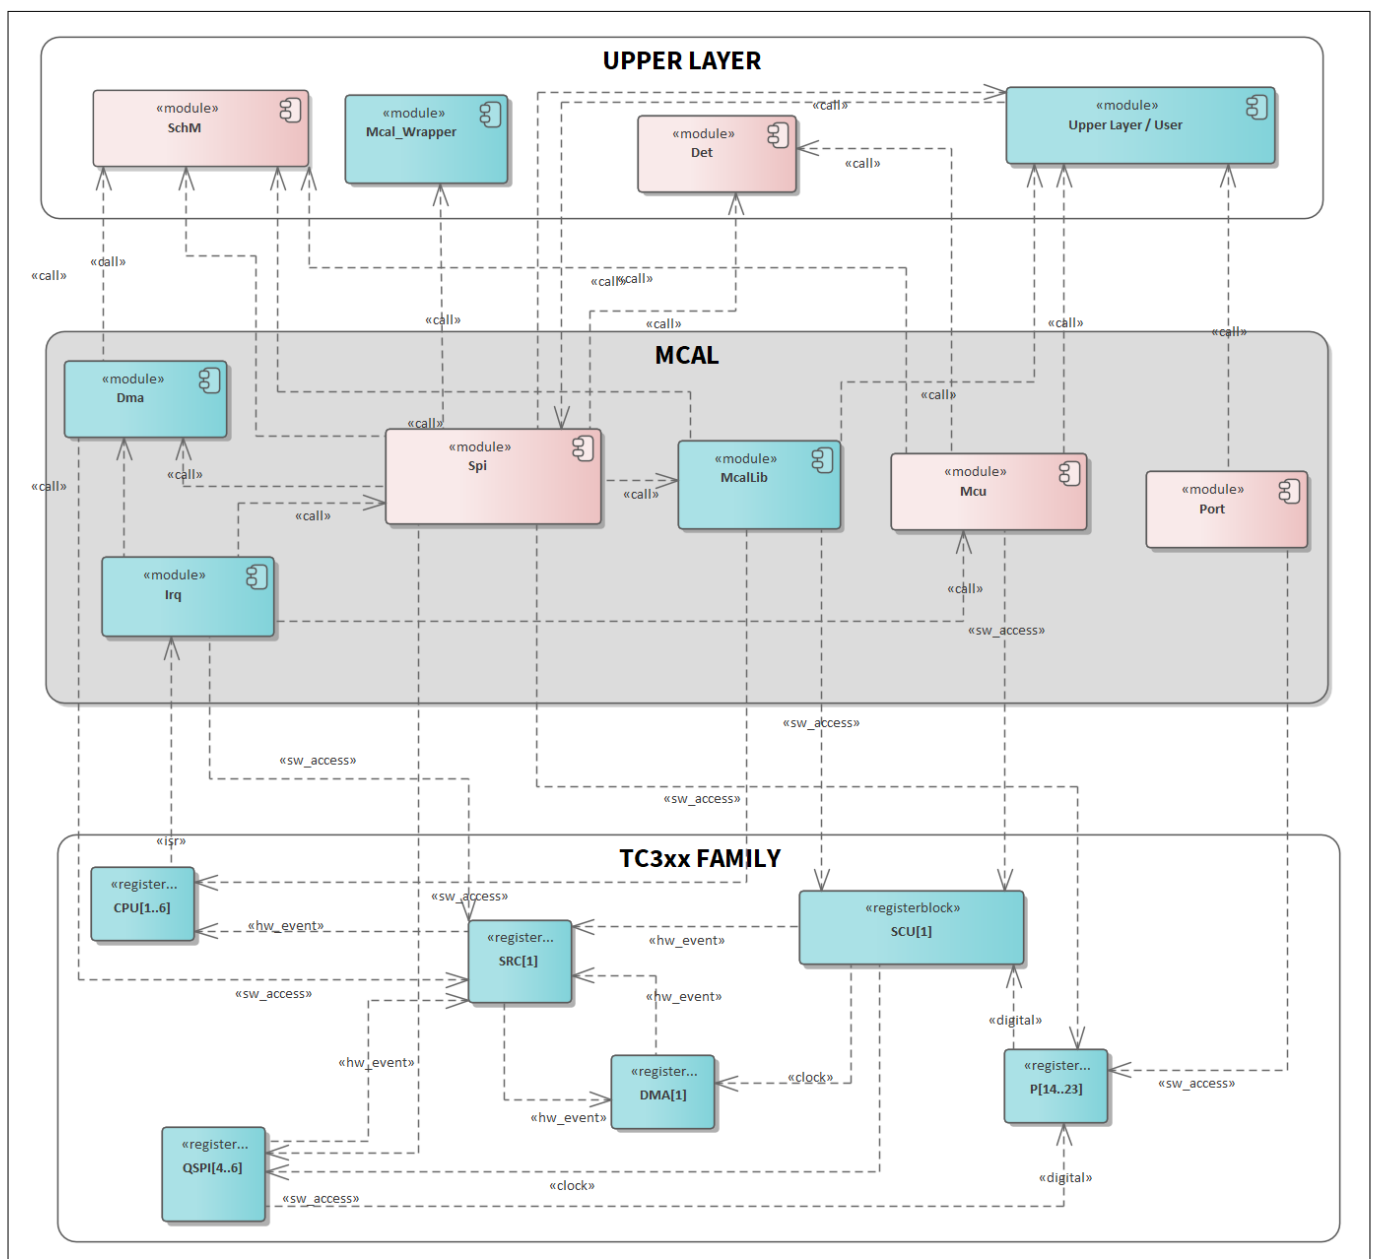 UPPER LAYER
«module»
SchM
«module»
Mcal_Wrapper
«module»
Det
«module»
Upper Layer / User
«call»
«call»
«call»
«call»
«call»
«call»
«call»
«call»
«call»
«call»
MCAL
«module»
Dma
«call»
«call»
«module»
Spi
«module»
McalLib
«module»
Mcu
«module»
Port
«call»
«call»
«call»
«call»
«module»
Irq
«call»
«sw_access»
«sw_access»
«sw_access»
«sw_access»
«isr»
TC3xx FAMILY
«register...
CPU[1..6]
«sw_access»
«hw_event»
«register...
SRC[1]
«registerblock»
SCU[1]
«hw_event»
«sw_access»
«hw_event»
«digital»
«hw_event»
«register...
DMA[1]
«clock»
«register...
P[14..23]
«sw_access»
«hw_event»
«register...
QSPI[4..6]
«sw_access»
«clock»
«digital»